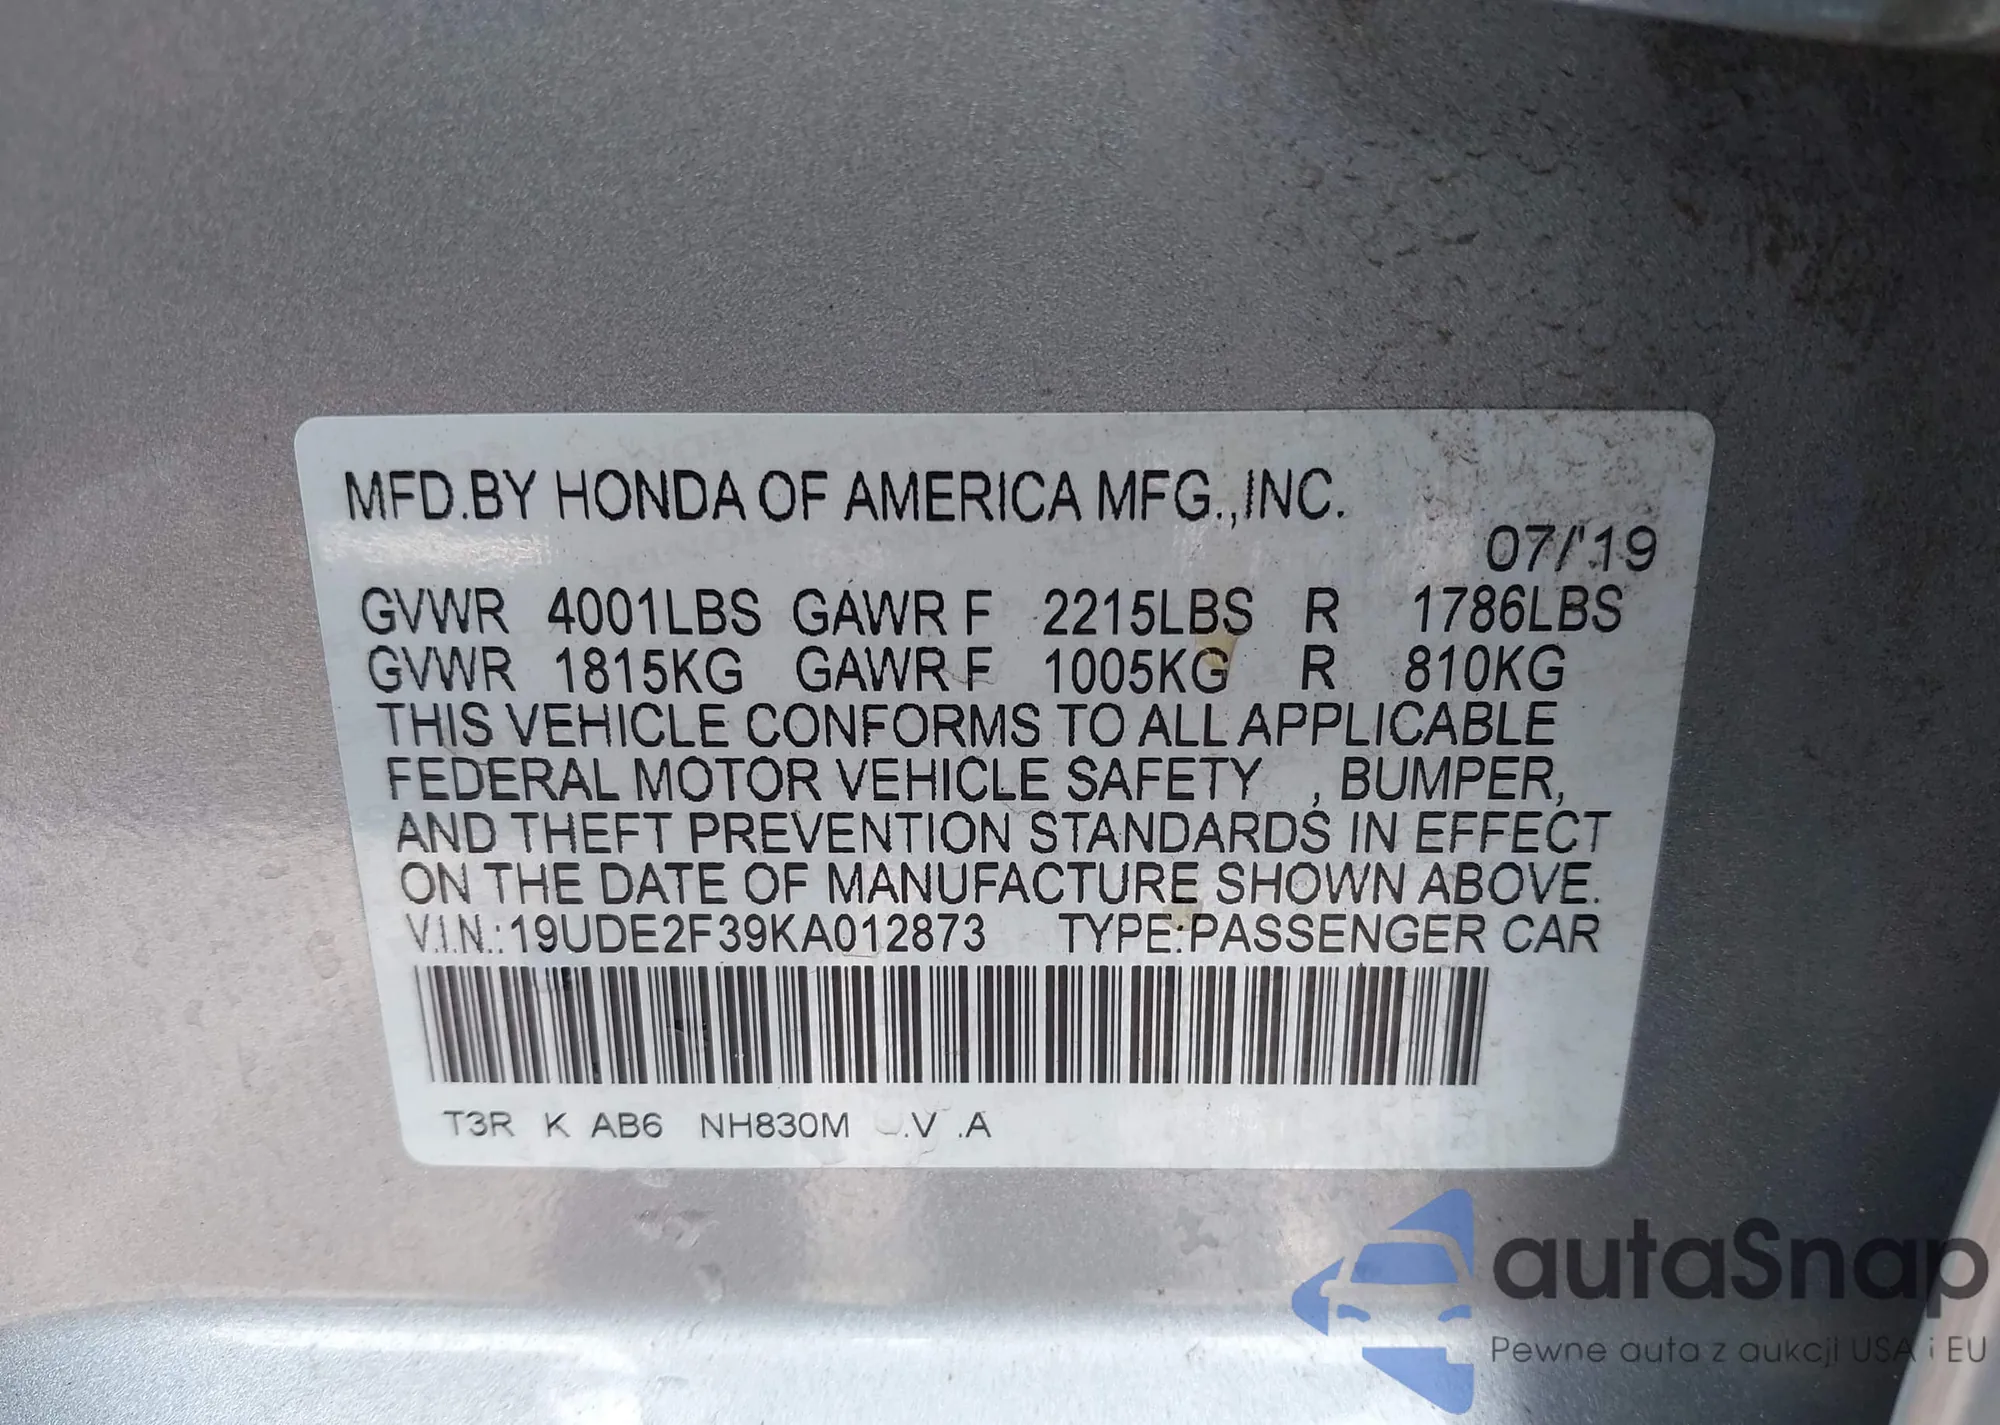 MFD.BY HONDA OF AMERICA MFG.,INC.
07/'19
GVWR 4001LBS GAWR F 2215LBS R 1786LBS
GVWR 1815KG GAWR F 1005KG R 810KG
THIS VEHICLE CONFORMS TO ALL APPLICABLE
FEDERAL MOTOR VEHICLE SAFETY , BUMPER,
AND THEFT PREVENTION STANDARDS IN EFFECT
ON THE DATE OF MANUFACTURE SHOWN ABOVE.
V.I.N.:19UDE2F39KA012873 TYPE:PASSENGER CAR
T3R K AB6 NH830M .V .A
autaSnap
Pewne auta z aukcji USA i EU